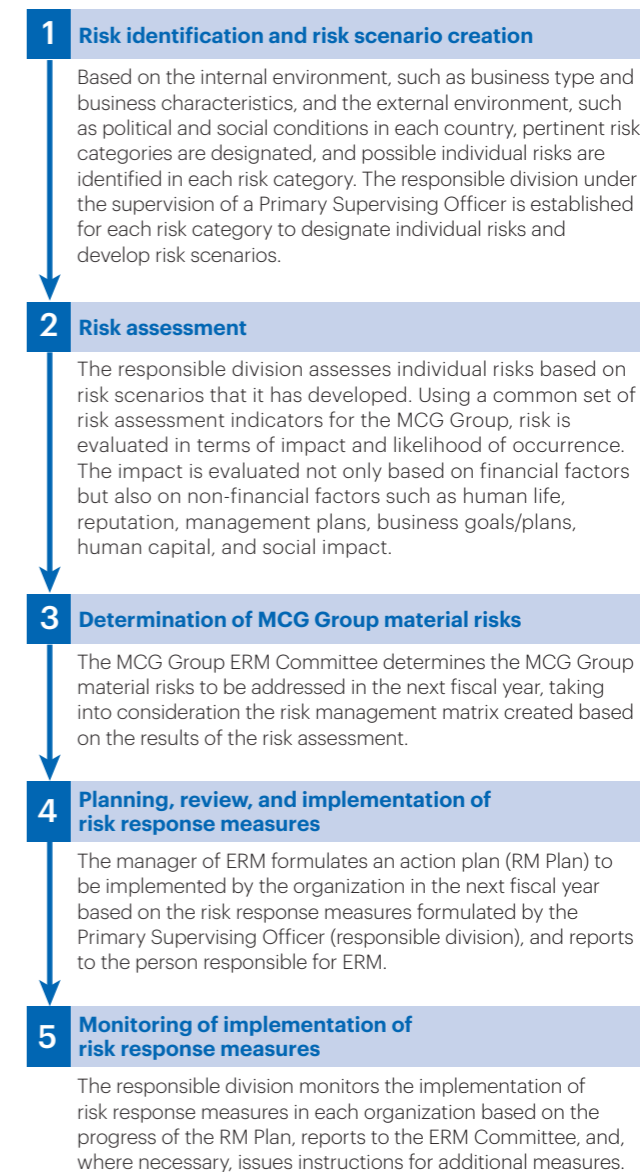 1 Risk identification and risk scenario creation
Based on the internal environment, such as business type and
business characteristics, and the external environment, such
as political and social conditions in each country, pertinent risk
categories are designated, and possible individual risks are
identified in each risk category. The responsible division under
the supervision of a Primary Supervising Officer is established
for each risk category to designate individual risks and
develop risk scenarios.
2 Risk assessment
The responsible division assesses individual risks based on
risk scenarios that it has developed. Using a common set of
risk assessment indicators for the MCG Group, risk is
evaluated in terms of impact and likelihood of occurrence.
The impact is evaluated not only based on financial factors
but also on non-financial factors such as human life,
reputation, management plans, business goals/plans,
human capital, and social impact.
3 Determination of MCG Group material risks
The MCG Group ERM Committee determines the MCG Group
material risks to be addressed in the next fiscal year, taking
into consideration the risk management matrix created based
on the results of the risk assessment.
4 Planning, review, and implementation of
risk response measures
The manager of ERM formulates an action plan (RM Plan) to
be implemented by the organization in the next fiscal year
based on the risk response measures formulated by the
Primary Supervising Officer (responsible division), and reports
to the person responsible for ERM.
5 Monitoring of implementation of
risk response measures
The responsible division monitors the implementation of
risk response measures in each organization based on the
progress of the RM Plan, reports to the ERM Committee, and,
where necessary, issues instructions for additional measures.